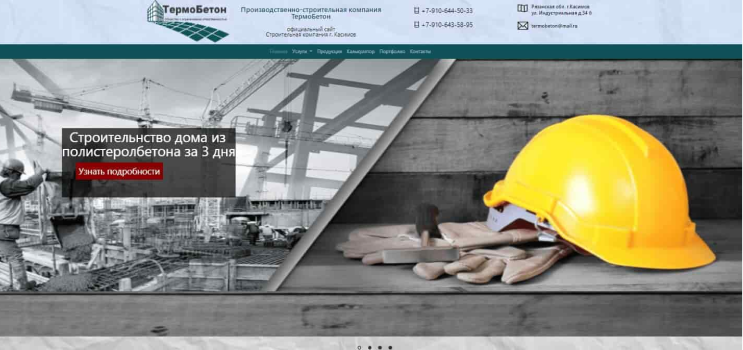 ТермоБетон
Производственно-строительная компания
ТермоБетон
официальный сайт
Строительная компания г. Касимов
+7-910-644-50-33
+7-910-643-58-95
Рязанская обл. г.Касимов
ул. Индустриальная д.34 б
termobeton@mail.ru
Главная Услуги Продукция Калькулятор Портфолио Контакты
Строительнство дома из
полистеролбетона за 3 дня
Узнать подробности